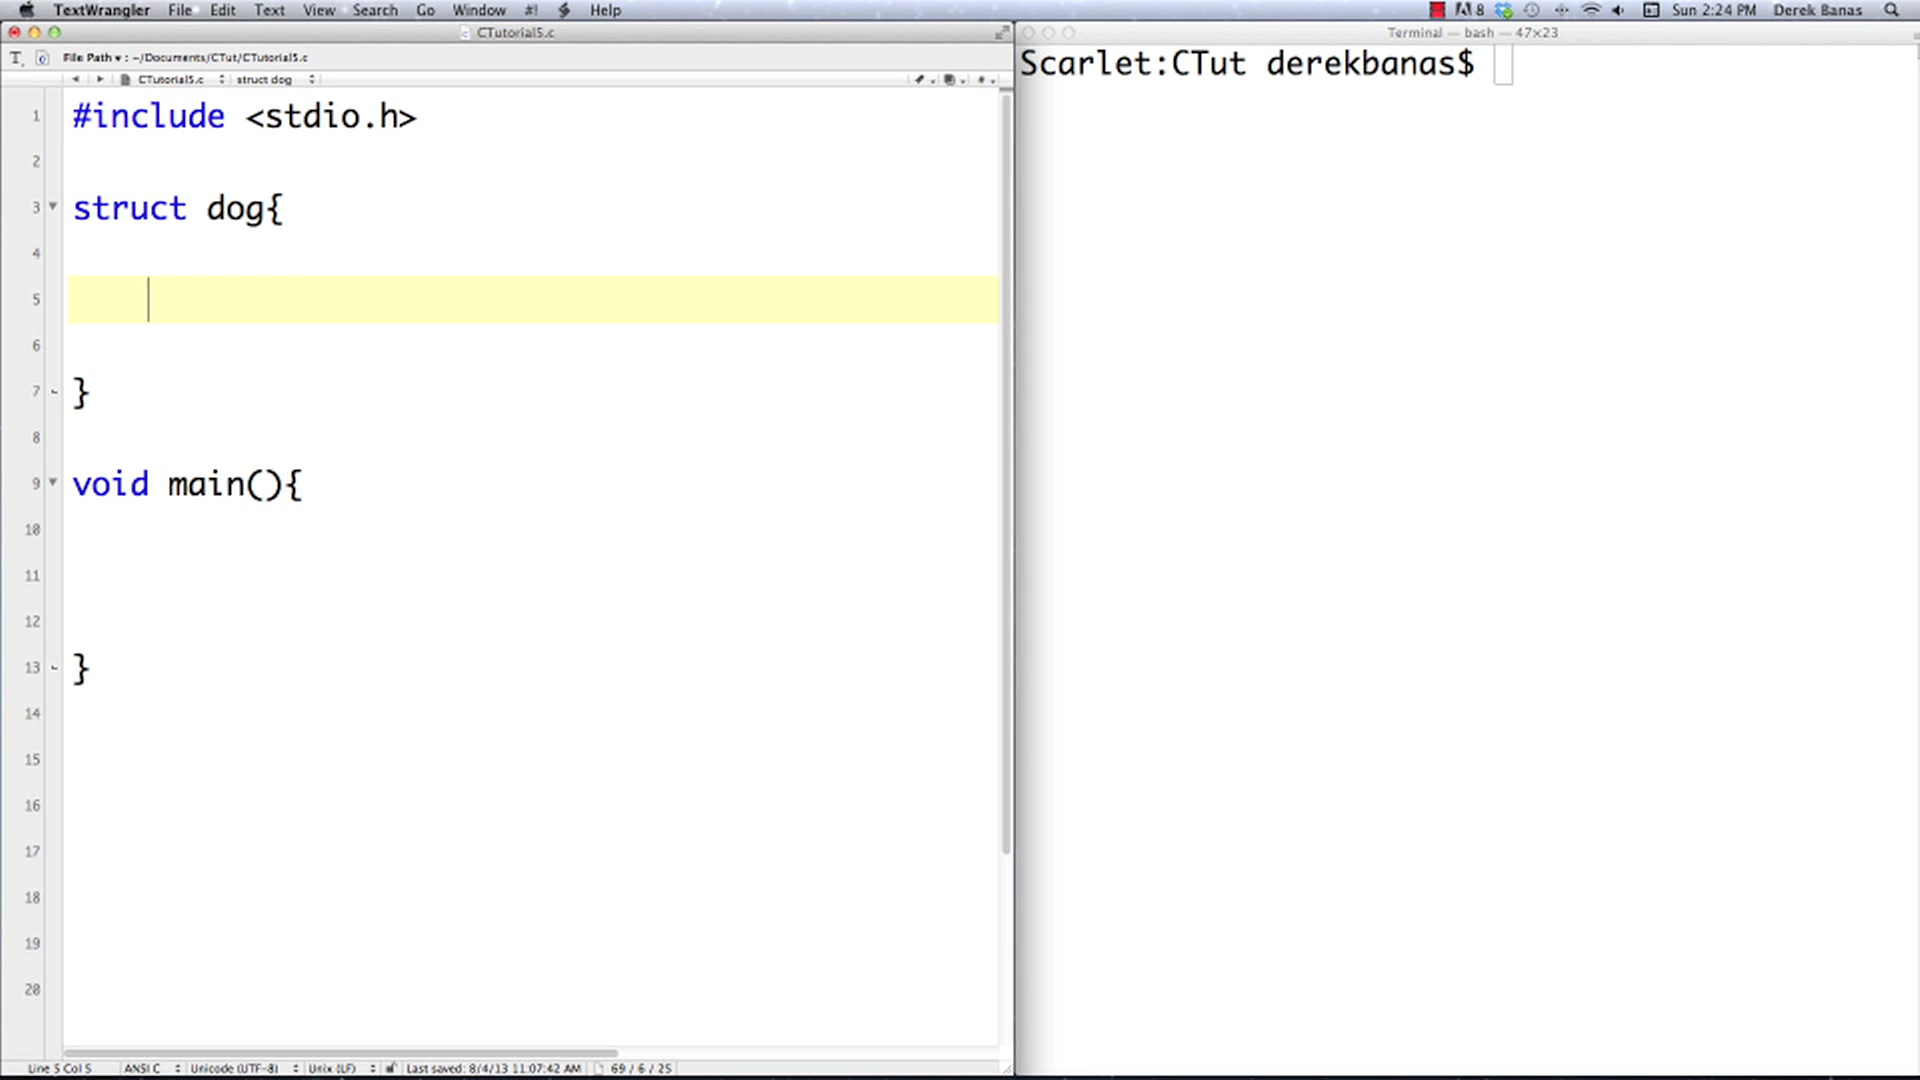 TextWrangler File Edit Text View Search Go Window #! Help
8 Sun 2:24 PM Derek Banas
CTutorial5.c
Terminal — bash — 47×23
File Path : ~/Documents/CTut/CTutorial5.c
CTutorial5.c struct dog
Scarlet:CTut derekbanas$
1 #include <stdio.h>
2
3 struct dog{
4
5
6
7 }
8
9 void main(){
10
11
12
13 }
14
15
16
17
18
19
20
Line 5 Col 5 ANSI C Unicode (UTF-8) Unix (LF) Last saved: 8/4/13 11:07:42 AM 69 / 6 / 25